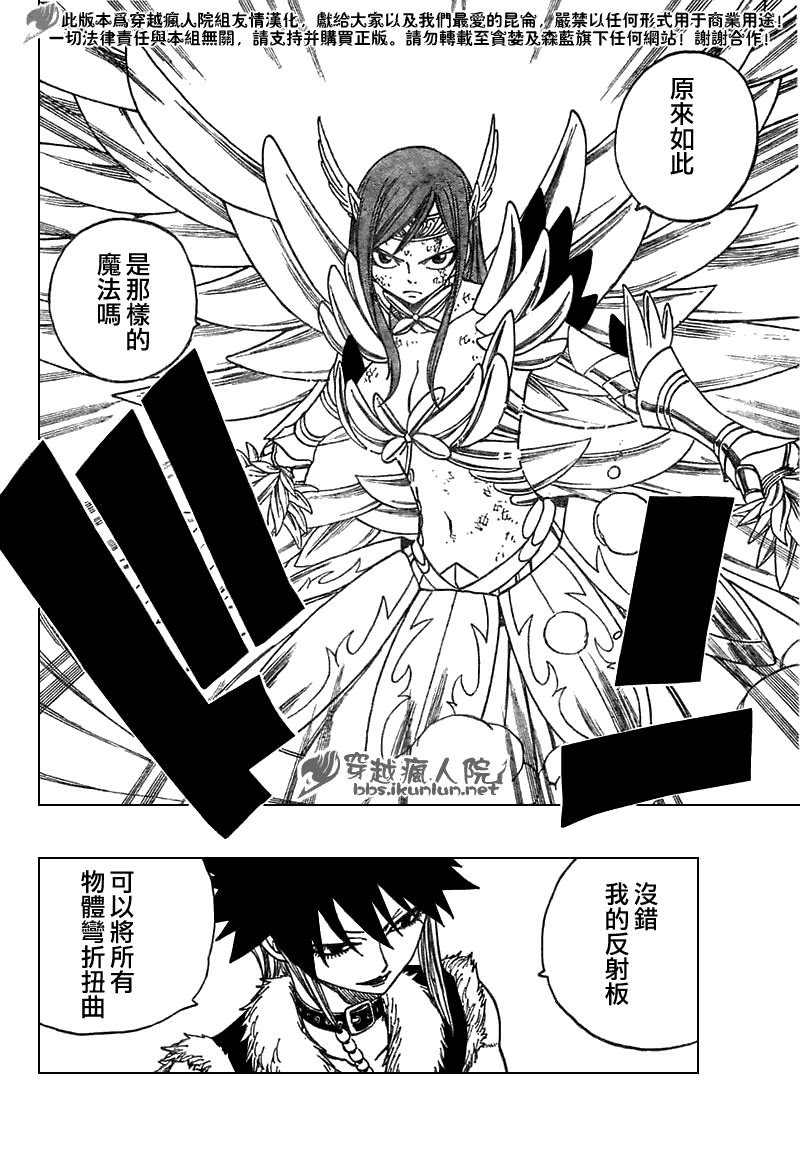 此版本爲穿越瘋人院組友情漢化，獻給大家以及我們最愛的昆侖，嚴禁以任何形式用于商業用途！
一切法律責任與本組無關，請支持并購買正版。請勿轉載至貪婪及森藍旗下任何網站！謝謝合作！
原來如此
是那樣的
魔法嗎
穿越瘋人院
bbs.ikunlun.net
沒錯
我的反射板
可以將所有
物體彎折扭曲